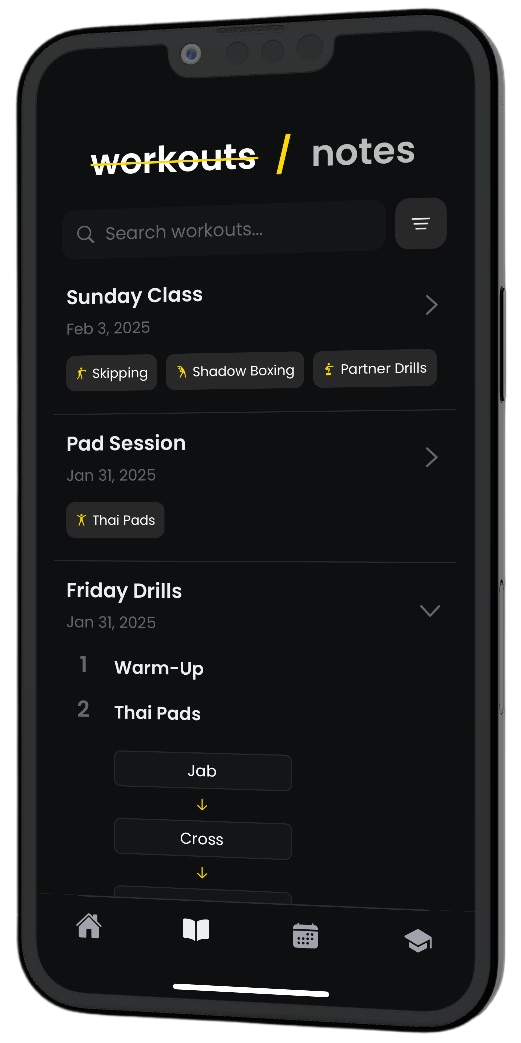 workouts / notes
Search workouts...
Sunday Class
Feb 3, 2025
Skipping Shadow Boxing Partner Drills
Pad Session
Jan 31, 2025
Thai Pads
Friday Drills
Jan 31, 2025
1 Warm-Up
2 Thai Pads
Jab
↓
Cross
↓